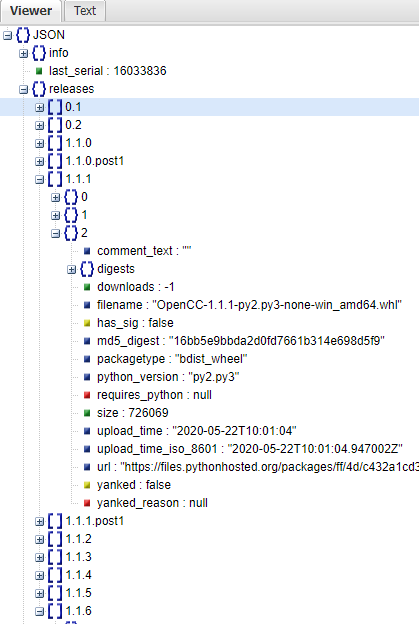 Viewer Text
JSON
info
last_serial : 16033836
releases
0.1
0.2
1.1.0
1.1.0.post1
1.1.1
0
1
2
comment_text : ""
digests
downloads : -1
filename : "OpenCC-1.1.1-py2.py3-none-win_amd64.whl"
has_sig : false
md5_digest : "16bb5e9bbda2d0fd7661b314e698d5f9"
packagetype : "bdist_wheel"
python_version : "py2.py3"
requires_python : null
size : 726069
upload_time : "2020-05-22T10:01:04"
upload_time_iso_8601 : "2020-05-22T10:01:04.947002Z"
url : "https://files.pythonhosted.org/packages/ff/4d/c432a1cd3
yanked : false
yanked_reason : null
1.1.1.post1
1.1.2
1.1.3
1.1.4
1.1.5
1.1.6